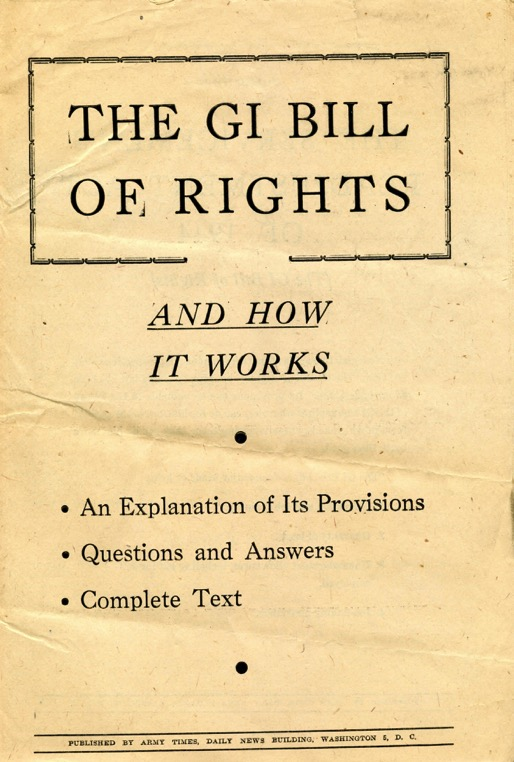 THE GI BILL
OF RIGHTS
AND HOW
IT WORKS
• An Explanation of Its Provisions
• Questions and Answers
• Complete Text
PUBLISHED BY ARMY TIMES, DAILY NEWS BUILDING, WASHINGTON 5, D. C.